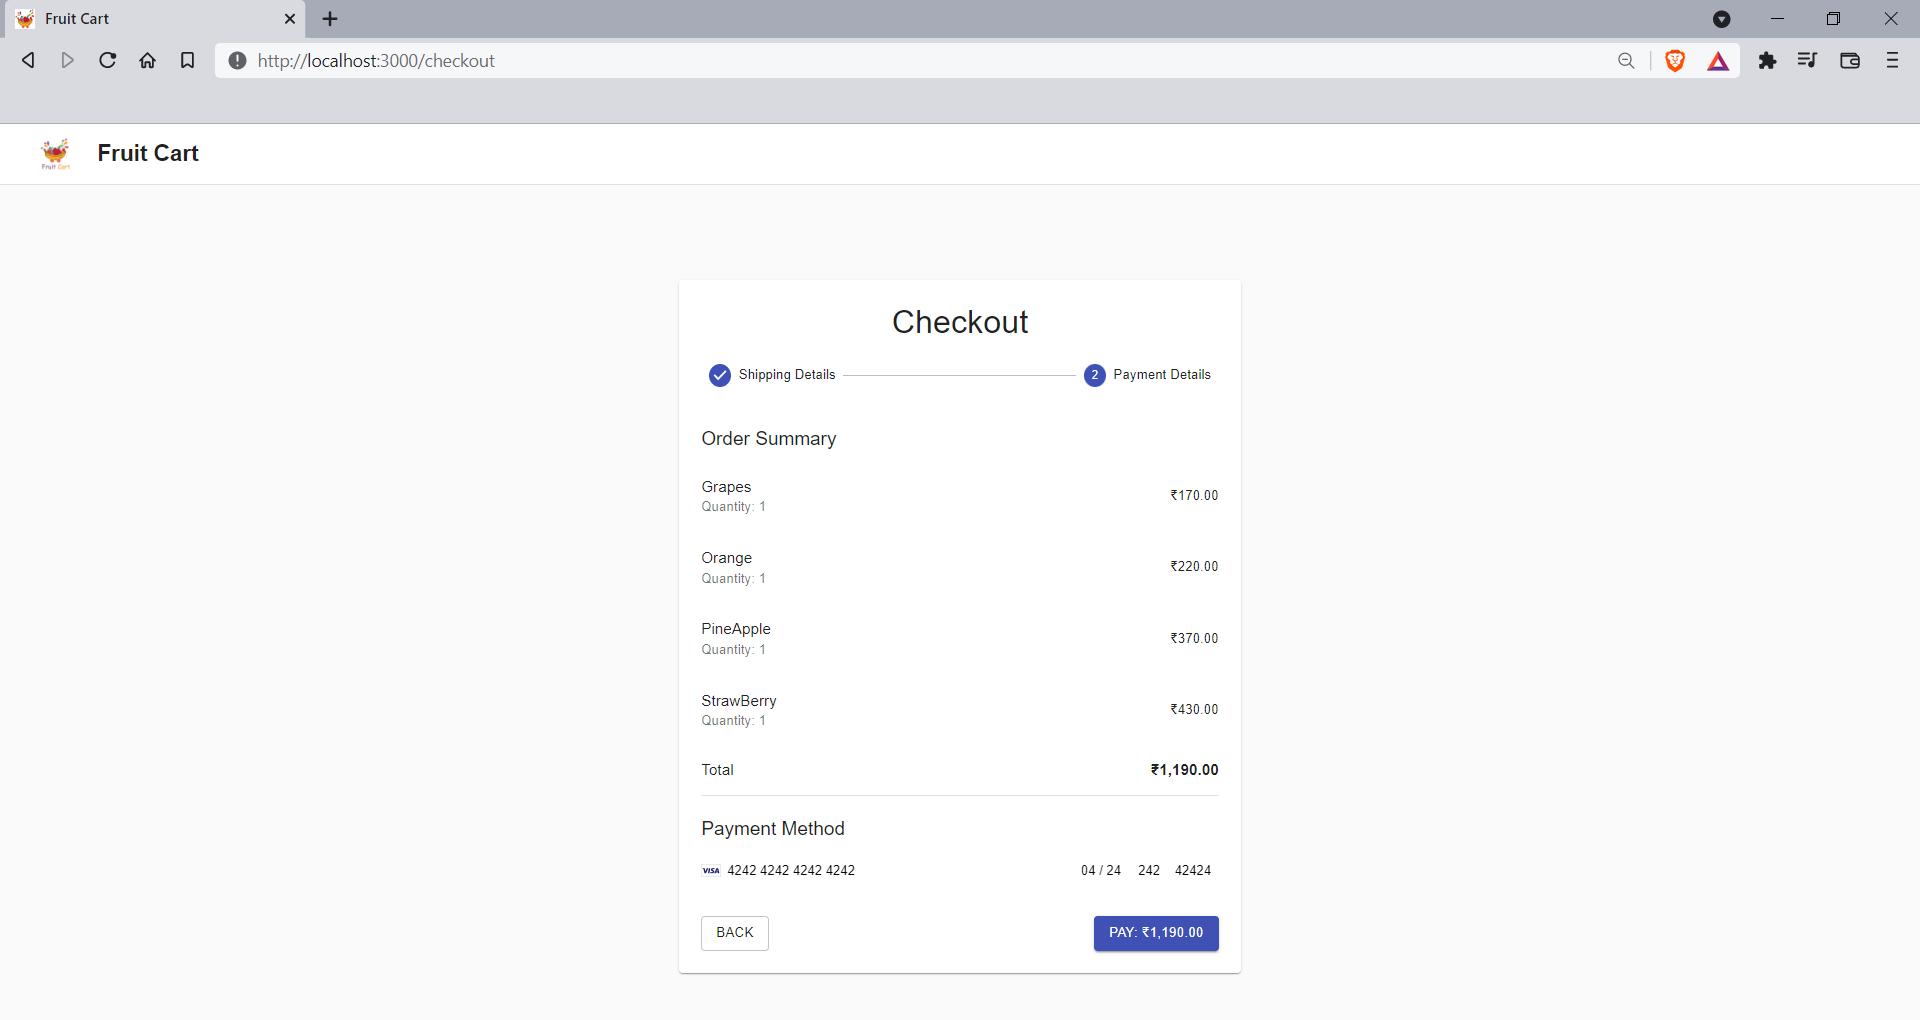 Fruit Cart
http://localhost:3000/checkout
Fruit Cart
Fruit Cart
Checkout
Shipping Details
2 Payment Details
Order Summary
Grapes
Quantity: 1
₹170.00
Orange
Quantity: 1
₹220.00
PineApple
Quantity: 1
₹370.00
StrawBerry
Quantity: 1
₹430.00
Total ₹1,190.00
Payment Method
VISA 4242 4242 4242 4242 04 / 24 242 42424
BACK PAY: ₹1,190.00